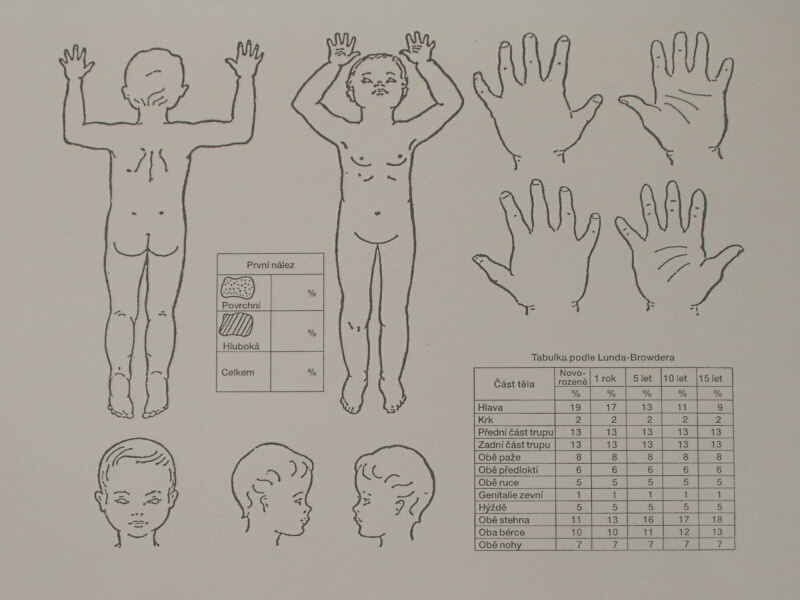 První nález
Povrchní %
Hluboká %
Celkem %
Tabulka podle Lunda-Browdera
Část těla Novo-rozeně 1 rok 5 let 10 let 15 let
% % % % %
Hlava 19 17 13 11 9
Krk 2 2 2 2 2
Přední část trupu 13 13 13 13 13
Zadní část trupu 13 13 13 13 13
Obě paže 8 8 8 8 8
Obě předloktí 6 6 6 6 6
Obě ruce 5 5 5 5 5
Genitalie zevní 1 1 1 1 1
Hýždě 5 5 5 5 5
Obě stehna 11 13 16 17 18
Oba bérce 10 10 11 12 13
Obě nohy 7 7 7 7 7